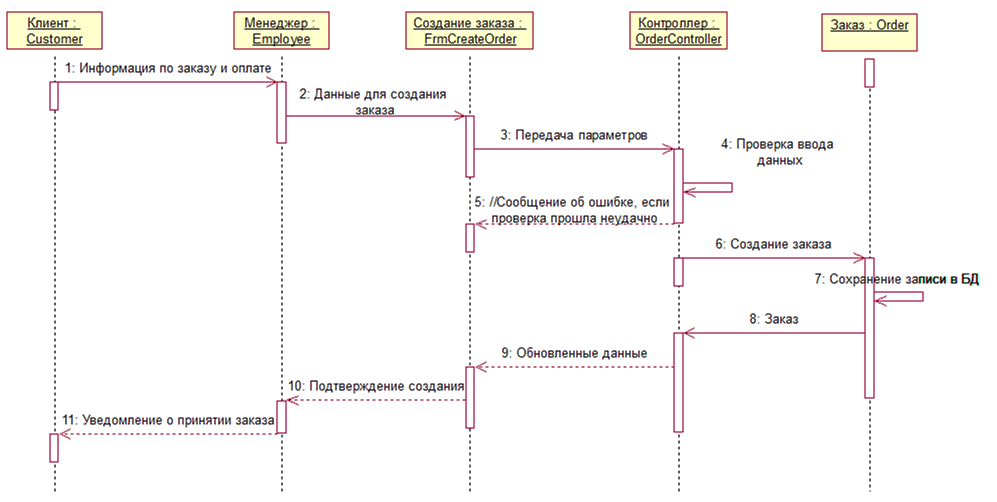 Клиент :
Customer
Менеджер :
Employee
Создание заказа :
FrmCreateOrder
Контроллер :
OrderController
Заказ : Order
1: Информация по заказу и оплате
2: Данные для создания
заказа
3: Передача параметров
4: Проверка ввода
данных
5: //Сообщение об ошибке, если
проверка прошла неудачно
6: Создание заказа
7: Сохранение записи в БД
8: Заказ
9: Обновленные данные
10: Подтверждение создания
11: Уведомление о принятии заказа